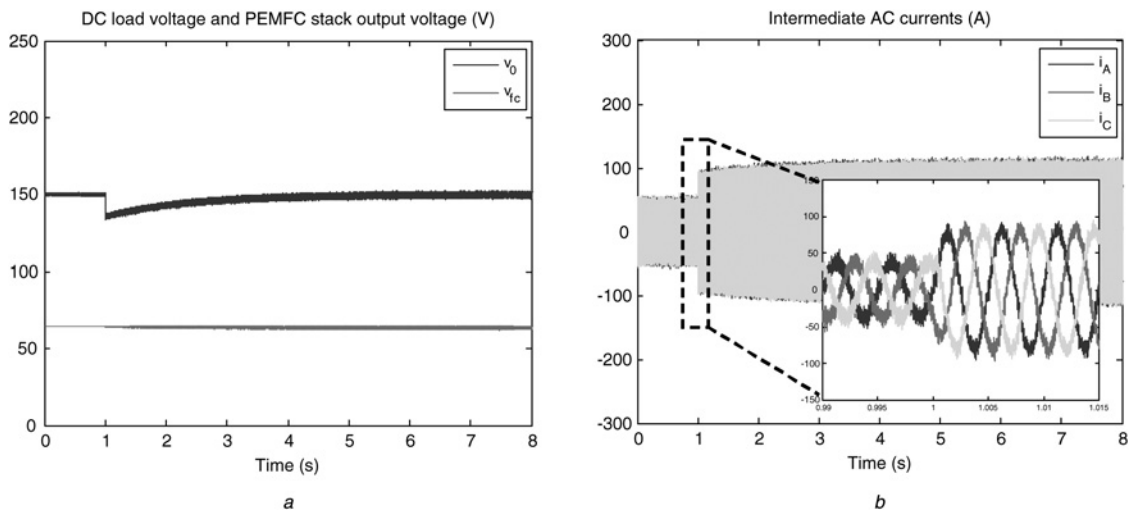 DC load voltage and PEMFC stack output voltage (V)
250
200
150
100
50
0
v0
vfc
0 1 2 3 4 5 6 7 8
Time (s)
a
Intermediate AC currents (A)
300
200
100
0
-100
-200
-300
iA
iB
iC
150
100
50
0
-50
-100
-150
0.99 0.995 1 1.005 1.01 1.015
0 1 2 3 4 5 6 7 8
Time (s)
b